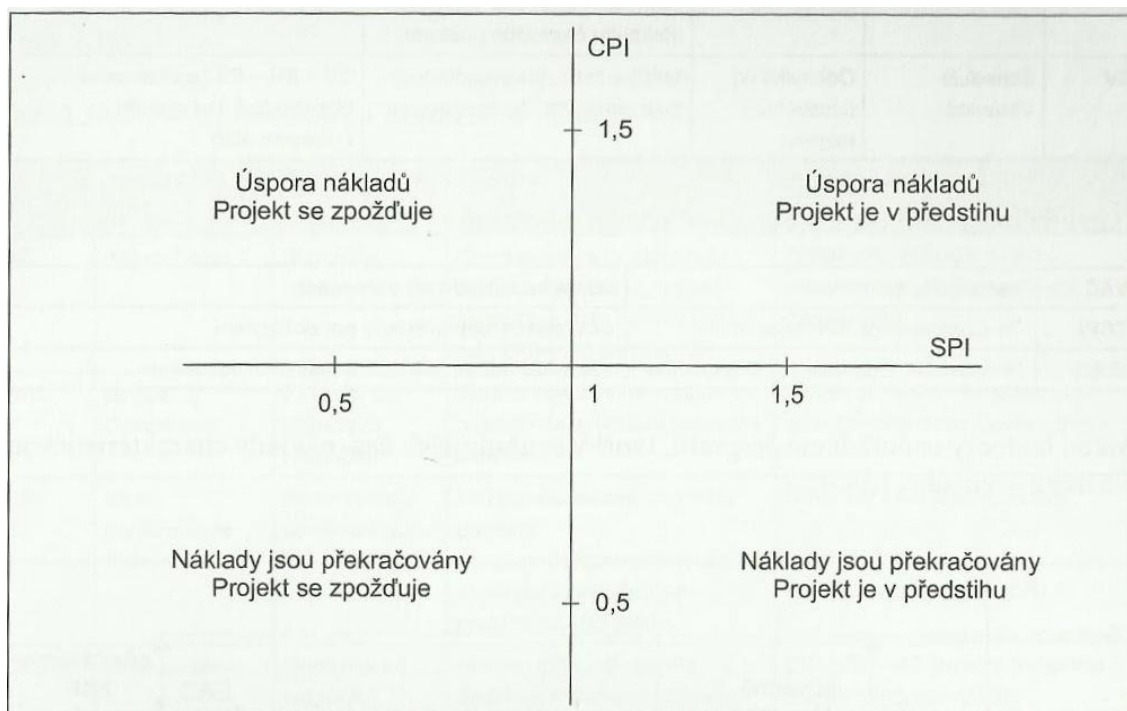 CPI
1,5
Úspora nákladů
Projekt se zpožďuje
Úspora nákladů
Projekt je v předstihu
SPI
0,5
1
1,5
Náklady jsou překračovány
Projekt se zpožďuje
Náklady jsou překračovány
Projekt je v předstihu
0,5